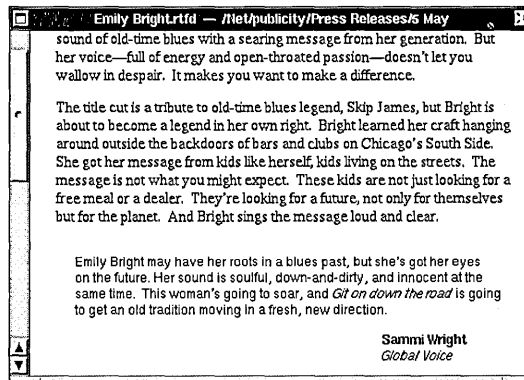 Emily Bright.rtfd — /Net/publicity/Press Releases/5 May
sound of old-time blues with a searing message from her generation. But
her voice—full of energy and open-throated passion—doesn't let you
wallow in despair. It makes you want to make a difference.
The title cut is a tribute to old-time blues legend, Skip James, but Bright is
about to become a legend in her own right. Bright learned her craft hanging
around outside the backdoors of bars and clubs on Chicago's South Side.
She got her message from kids like herself, kids living on the streets. The
message is not what you might expect. These kids are not just looking for a
free meal or a dealer. They're looking for a future, not only for themselves
but for the planet. And Bright sings the message loud and clear.
Emily Bright may have her roots in a blues past, but she's got her eyes
on the future. Her sound is soulful, down-and-dirty, and innocent at the
same time. This woman's going to soar, and Git on down the road is going
to get an old tradition moving in a fresh, new direction.
Sammi Wright
Global Voice